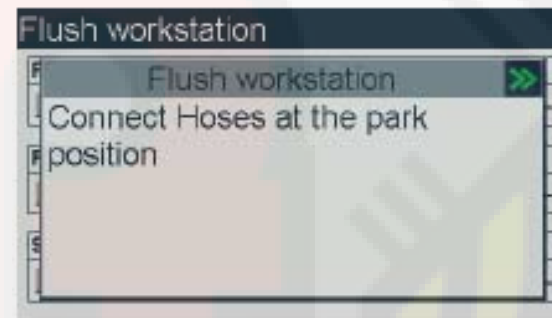 Flush workstation
Flush workstation
Connect Hoses at the park
position